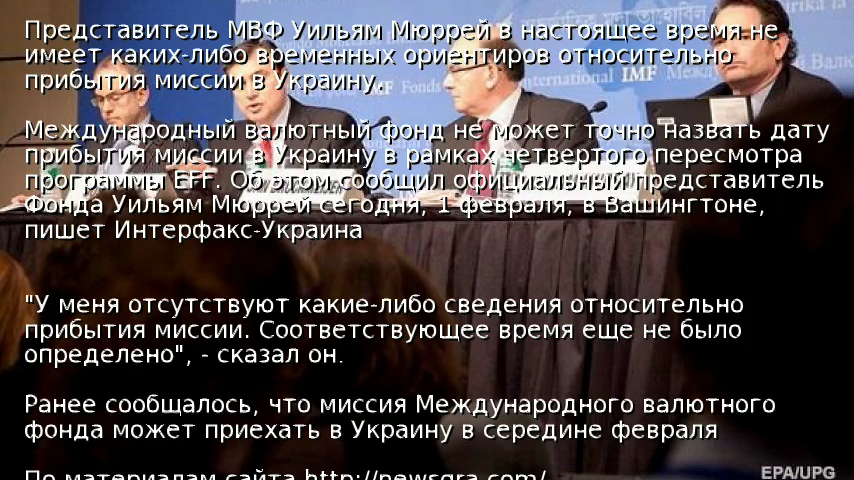 Представитель МВФ Уильям Мюррей в настоящее время не
имеет каких-либо временных ориентиров относительно
прибытия миссии в Украину.
Международный валютный фонд не может точно назвать дату
прибытия миссии в Украину в рамках четвертого пересмотра
программы EFF. Об этом сообщил официальный представитель
Фонда Уильям Мюррей сегодня, 1 февраля, в Вашингтоне,
пишет Интерфакс-Украина
"У меня отсутствуют какие-либо сведения относительно
прибытия миссии. Соответствующее время еще не было
определено", - сказал он.
Ранее сообщалось, что миссия Международного валютного
фонда может приехать в Украину в середине февраля
По материалам сайта http://newsgra.com/
International IMF
EPA/UPG